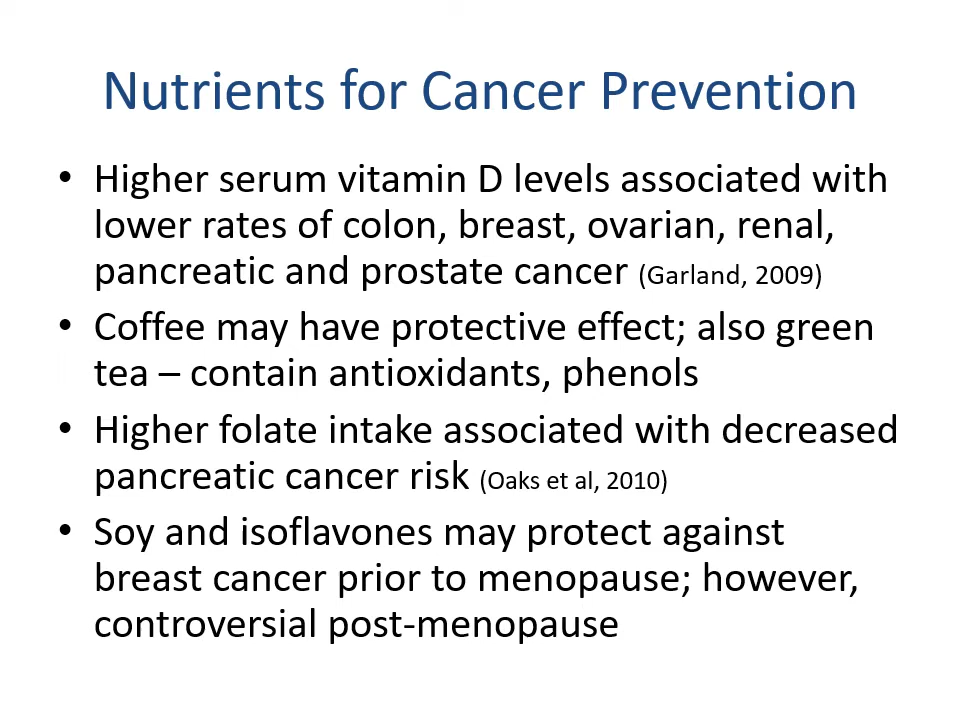 Nutrients for Cancer Prevention
• Higher serum vitamin D levels associated with
lower rates of colon, breast, ovarian, renal,
pancreatic and prostate cancer (Garland, 2009)
• Coffee may have protective effect; also green
tea – contain antioxidants, phenols
• Higher folate intake associated with decreased
pancreatic cancer risk (Oaks et al, 2010)
• Soy and isoflavones may protect against
breast cancer prior to menopause; however,
controversial post-menopause